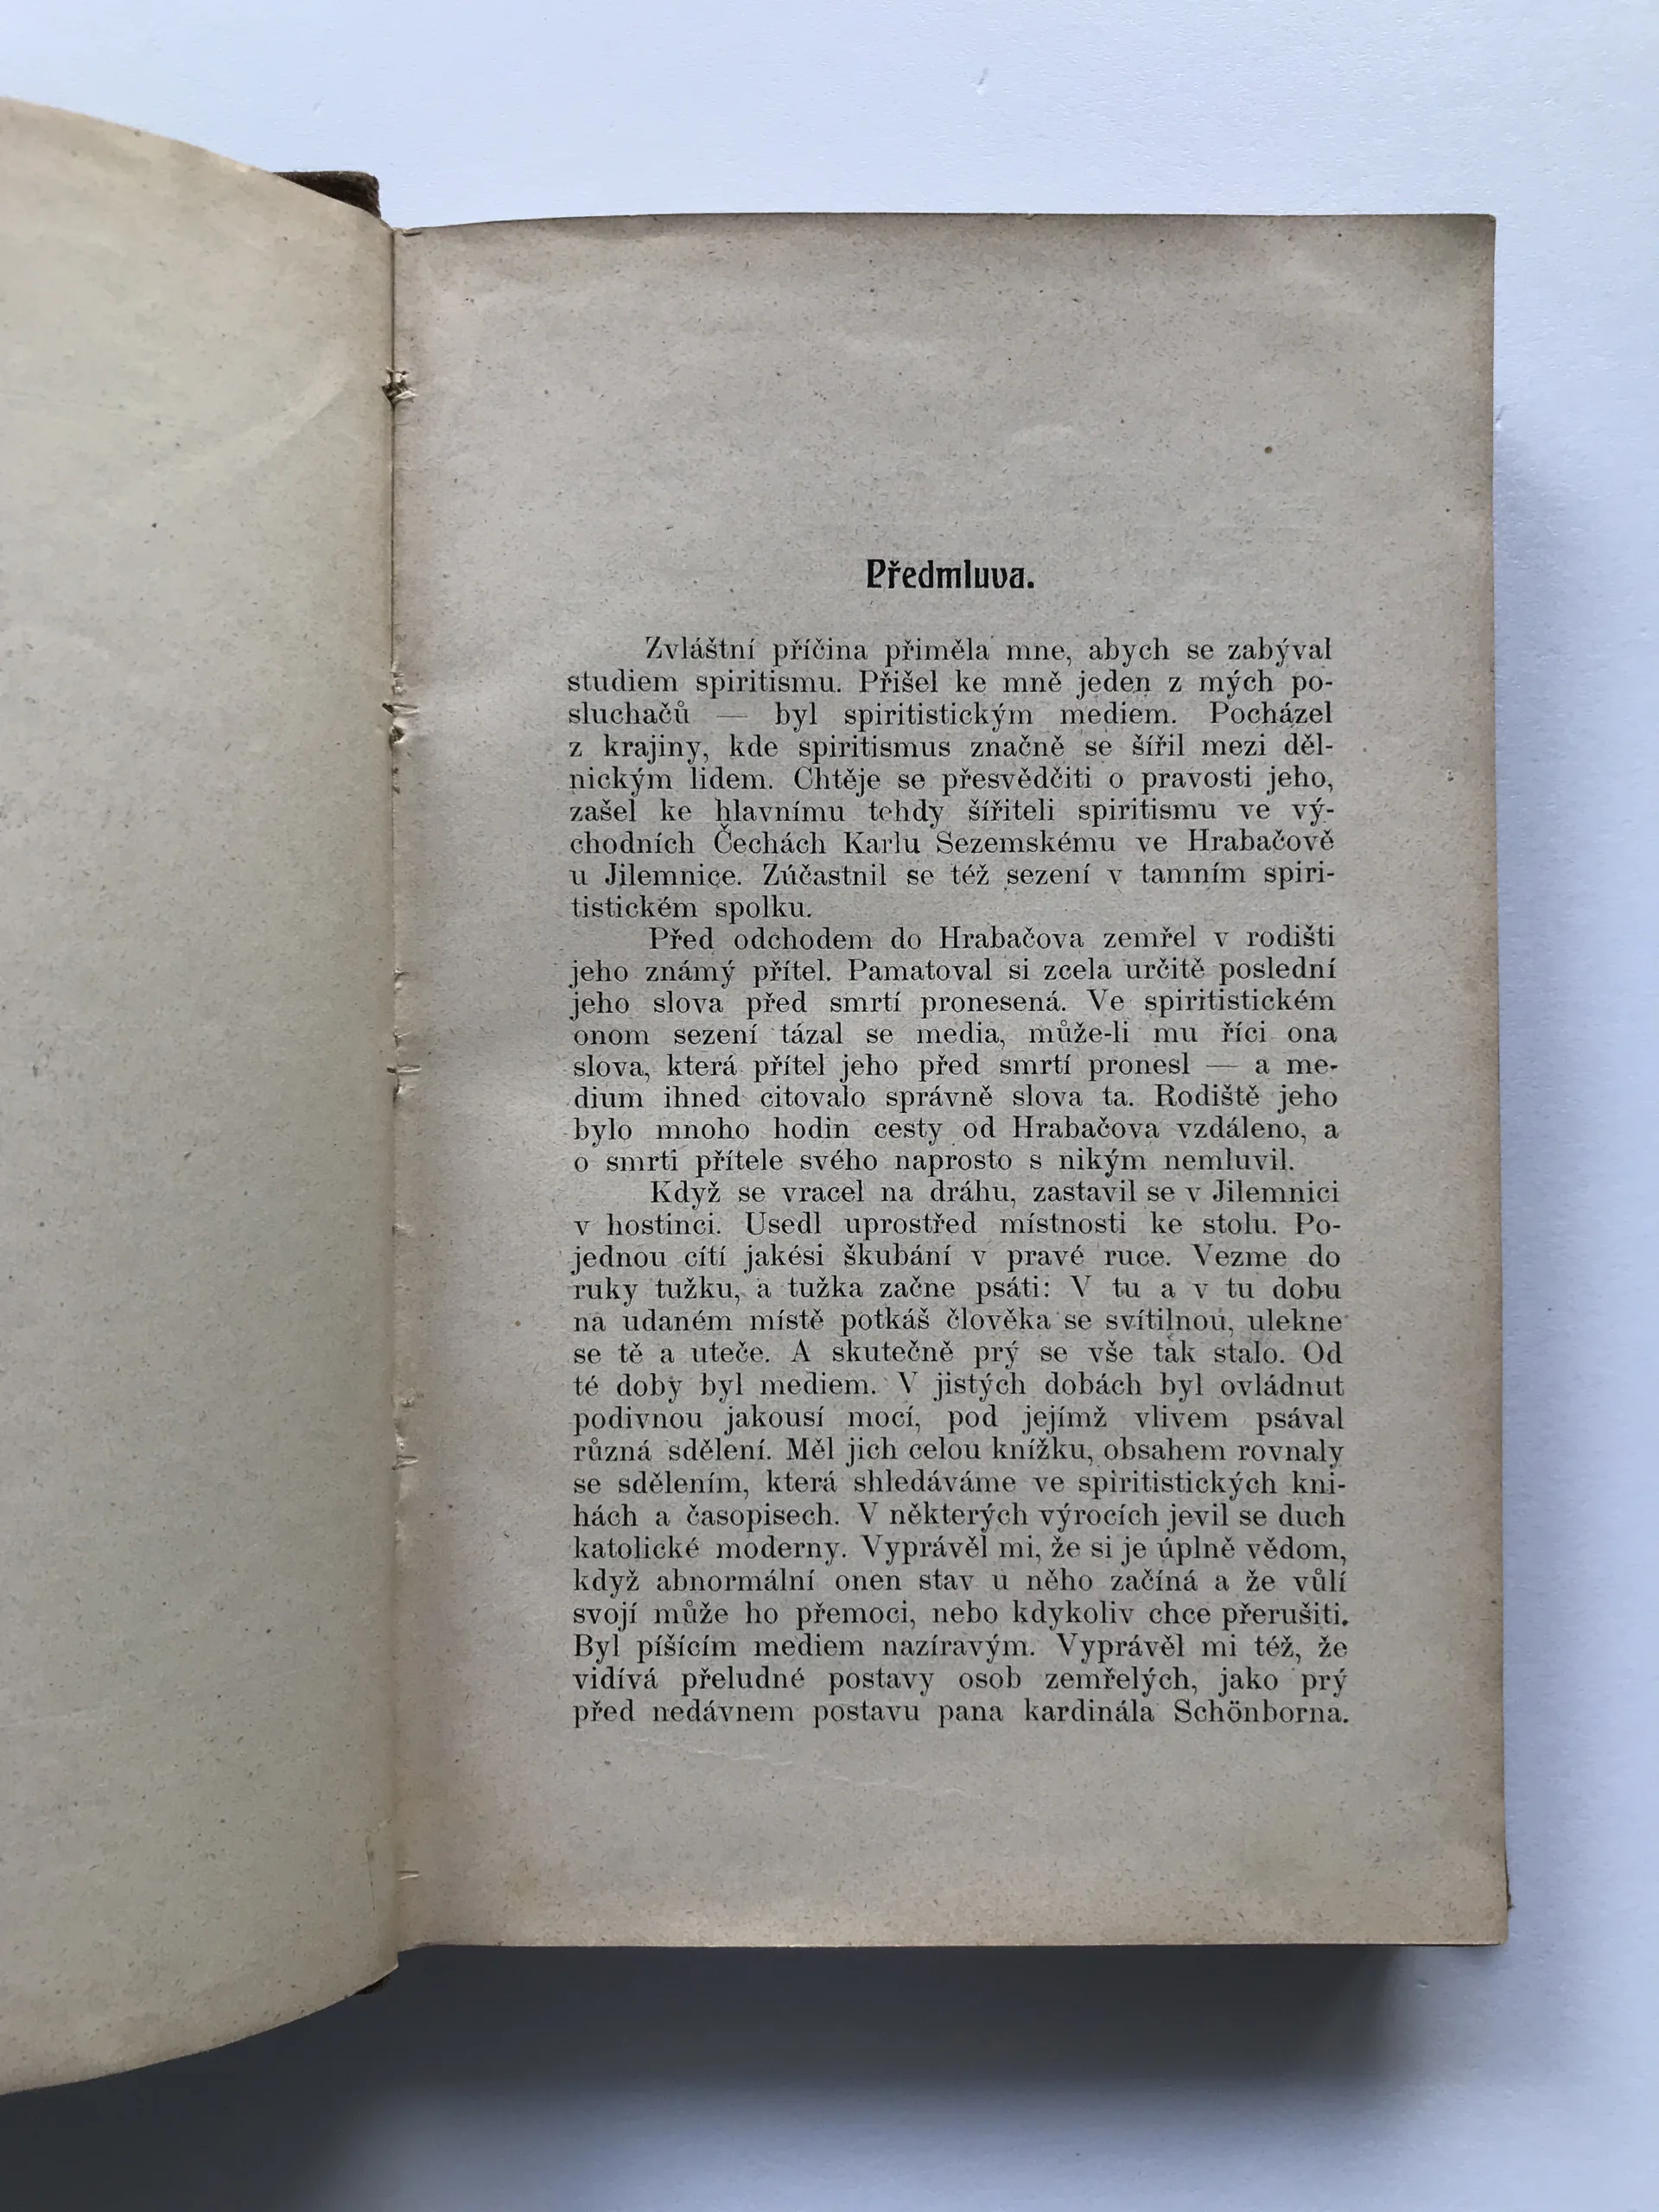 Předmluva.
Zvláštní příčina přiměla mne, abych se zabýval
studiem spiritismu. Přišel ke mně jeden z mých po-
sluchačů — byl spiritistickým mediem. Pocházel
z krajiny, kde spiritismus značně se šířil mezi děl-
nickým lidem. Chtěje se přesvědčiti o pravosti jeho,
zašel ke hlavnímu tehdy šířiteli spiritismu ve vý-
chodních Čechách Karlu Sezemskému ve Hrabačově
u Jilemnice. Zúčastnil se též sezení v tamním spiri-
tistickém spolku.
Před odchodem do Hrabačova zemřel v rodišti
jeho známý přítel. Pamatoval si zcela určitě poslední
jeho slova před smrtí pronesená. Ve spiritistickém
onom sezení tázal se media, může-li mu říci ona
slova, která přítel jeho před smrtí pronesl — a me-
dium ihned citovalo správně slova ta. Rodiště jeho
bylo mnoho hodin cesty od Hrabačova vzdáleno, a
o smrti přítele svého naprosto s nikým nemluvil.
Když se vracel na dráhu, zastavil se v Jilemnici
v hostinci. Usedl uprostřed místnosti ke stolu. Po-
jednou cítí jakési škubání v pravé ruce. Vezme do
ruky tužku, a tužka začne psáti: V tu a v tu dobu
na udaném místě potkáš člověka se svítilnou, ulekne
se tě a uteče. A skutečně prý se vše tak stalo. Od
té doby byl mediem. V jistých dobách byl ovládnut
podivnou jakousí mocí, pod jejímž vlivem psával
různá sdělení. Měl jich celou knížku, obsahem rovnaly
se sdělením, která shledáváme ve spiritistických kni-
hách a časopisech. V některých výrocích jevil se duch
katolické moderny. Vyprávěl mi, že si je úplně vědom,
když abnormální onen stav u něho začíná a že vůlí
svojí může ho přemoci, nebo kdykoliv chce přerušiti.
Byl píšícím mediem nazíravým. Vyprávěl mi též, že
vidívá přeludné postavy osob zemřelých, jako prý
před nedávnem postavu pana kardinála Schönborna.